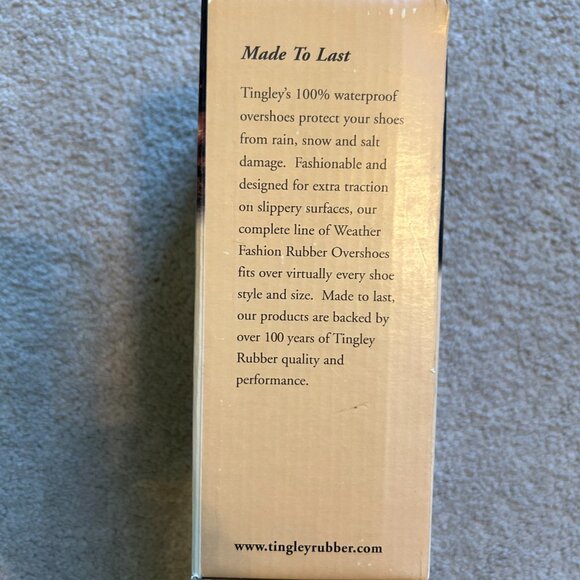 Made To Last
Tingley's 100% waterproof
overshoes protect your shoes
from rain, snow and salt
damage. Fashionable and
designed for extra traction
on slippery surfaces, our
complete line of Weather
Fashion Rubber Overshoes
fits over virtually every shoe
style and size. Made to last,
our products are backed by
over 100 years of Tingley
Rubber quality and
performance.
www.tingleyrubber.com